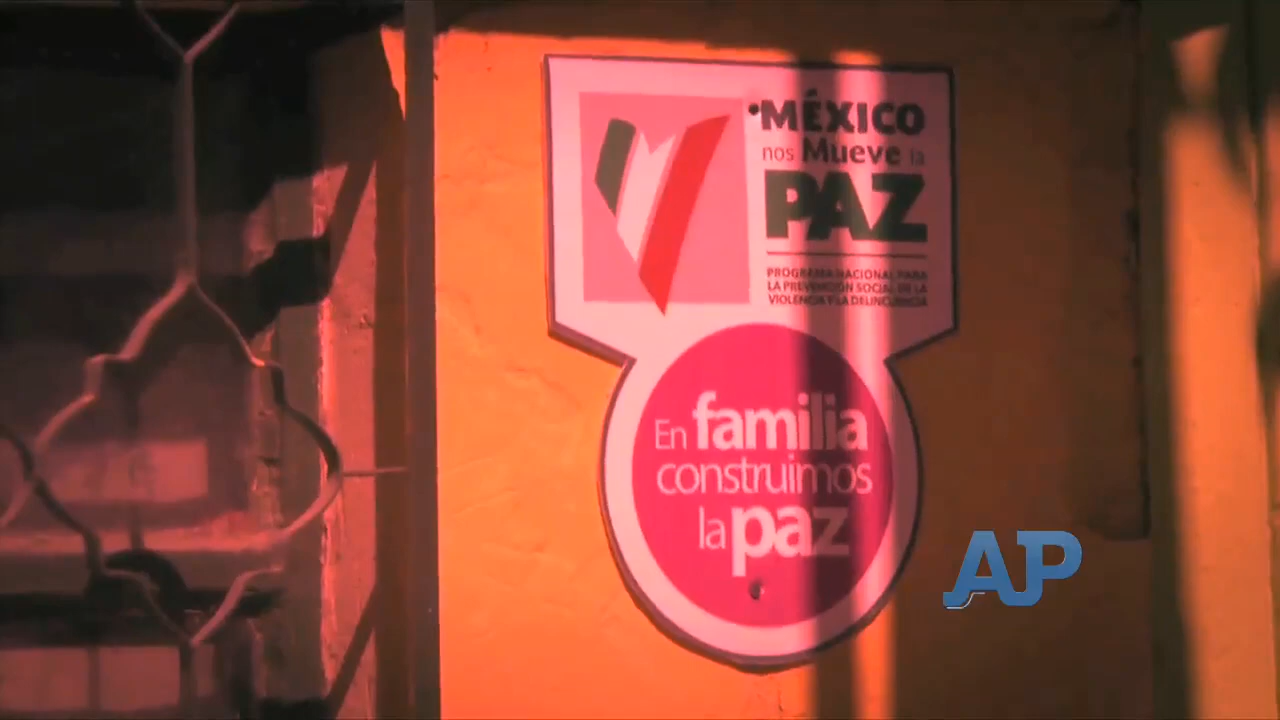 MÉXICO
nos Mueve la
PAZ
PROGRAMA NACIONAL PARA
LA PREVENCIÓN SOCIAL DE LA
VIOLENCIA Y LA DELINCUENCIA
En familia
construimos
la paz
AP